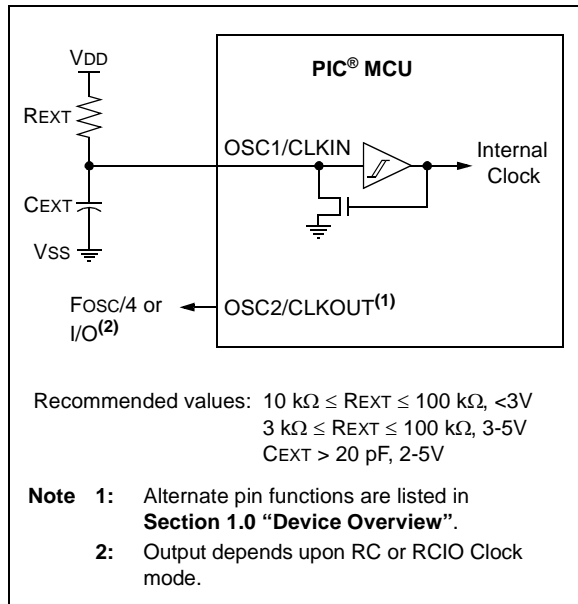 VDD
PIC® MCU
REXT
OSC1/CLKIN
Internal
Clock
CEXT
VSS
FOSC/4 or
I/O(2)
OSC2/CLKOUT(1)
Recommended values: 10 kΩ ≤ REXT ≤ 100 kΩ, <3V
3 kΩ ≤ REXT ≤ 100 kΩ, 3-5V
CEXT > 20 pF, 2-5V
Note 1: Alternate pin functions are listed in
Section 1.0 “Device Overview”.
2: Output depends upon RC or RCIO Clock
mode.